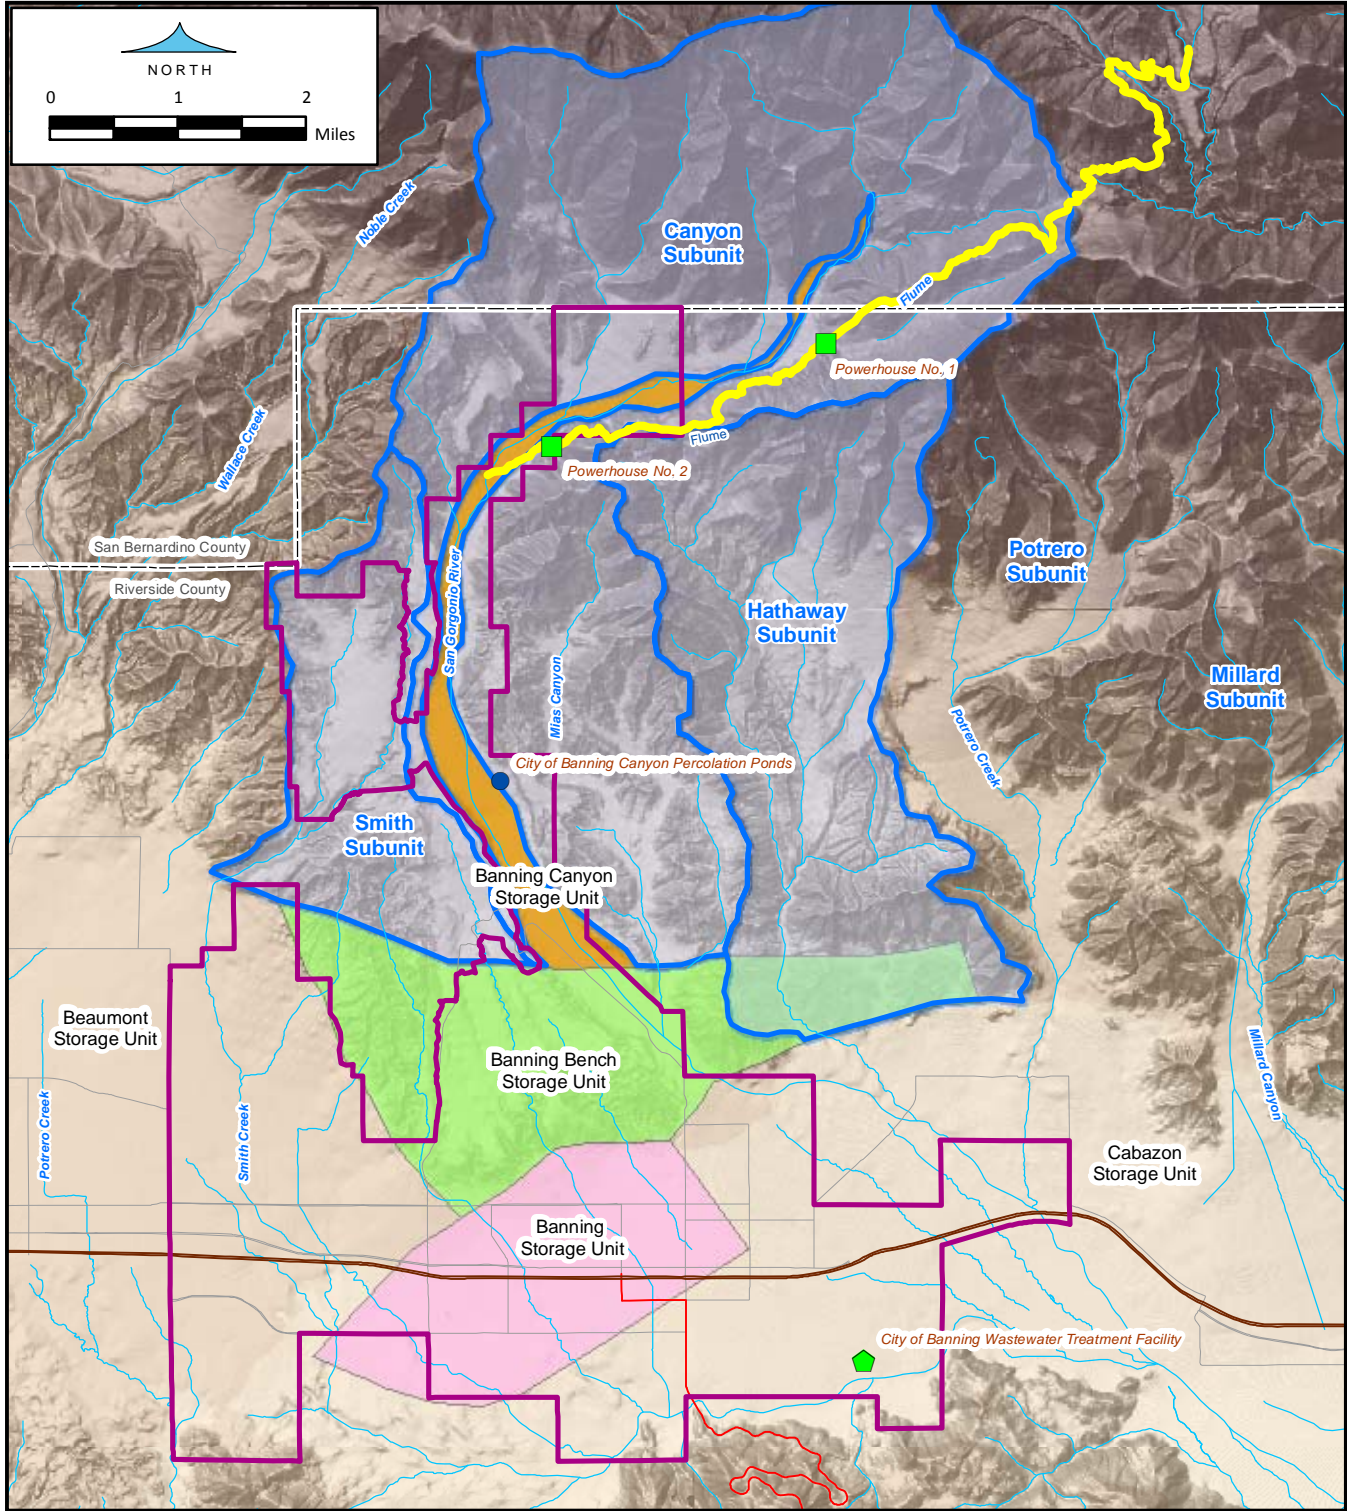 NORTH
0 1 2
Miles
Noble Creek
Canyon
Subunit
Flume
Powerhouse No. 1
Wallace Creek
Flume
Powerhouse No. 2
San Bernardino County
Riverside County
San Gorgonio River
Potrero
Subunit
Hathaway
Subunit
Mias Canyon
Millard
Subunit
Potrero Creek
City of Banning Canyon Percolation Ponds
Smith
Subunit
Banning Canyon
Storage Unit
Beaumont
Storage Unit
Banning Bench
Storage Unit
Millard Canyon
Potrero Creek
Smith Creek
Cabazon
Storage Unit
Banning
Storage Unit
City of Banning Wastewater Treatment Facility